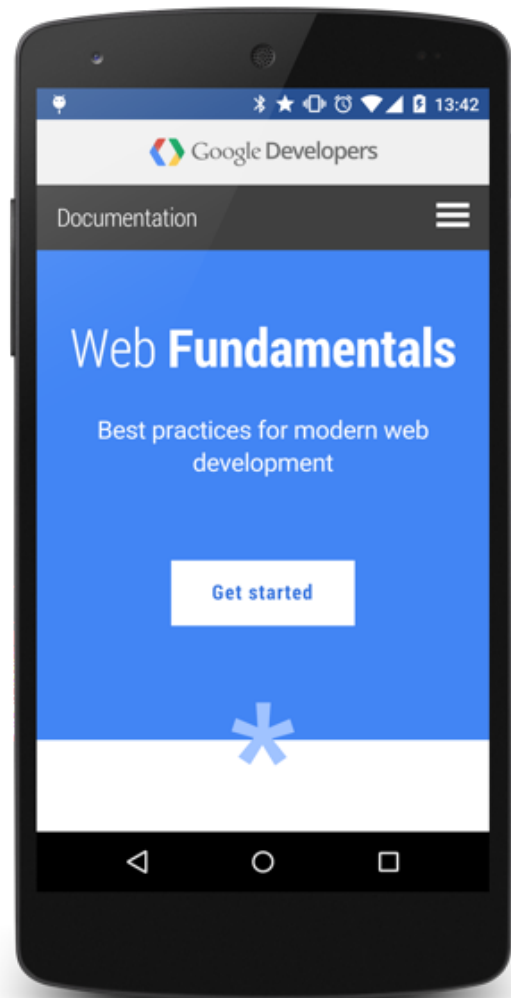 13:42
Google Developers
Documentation
Web Fundamentals
Best practices for modern web
development
Get started